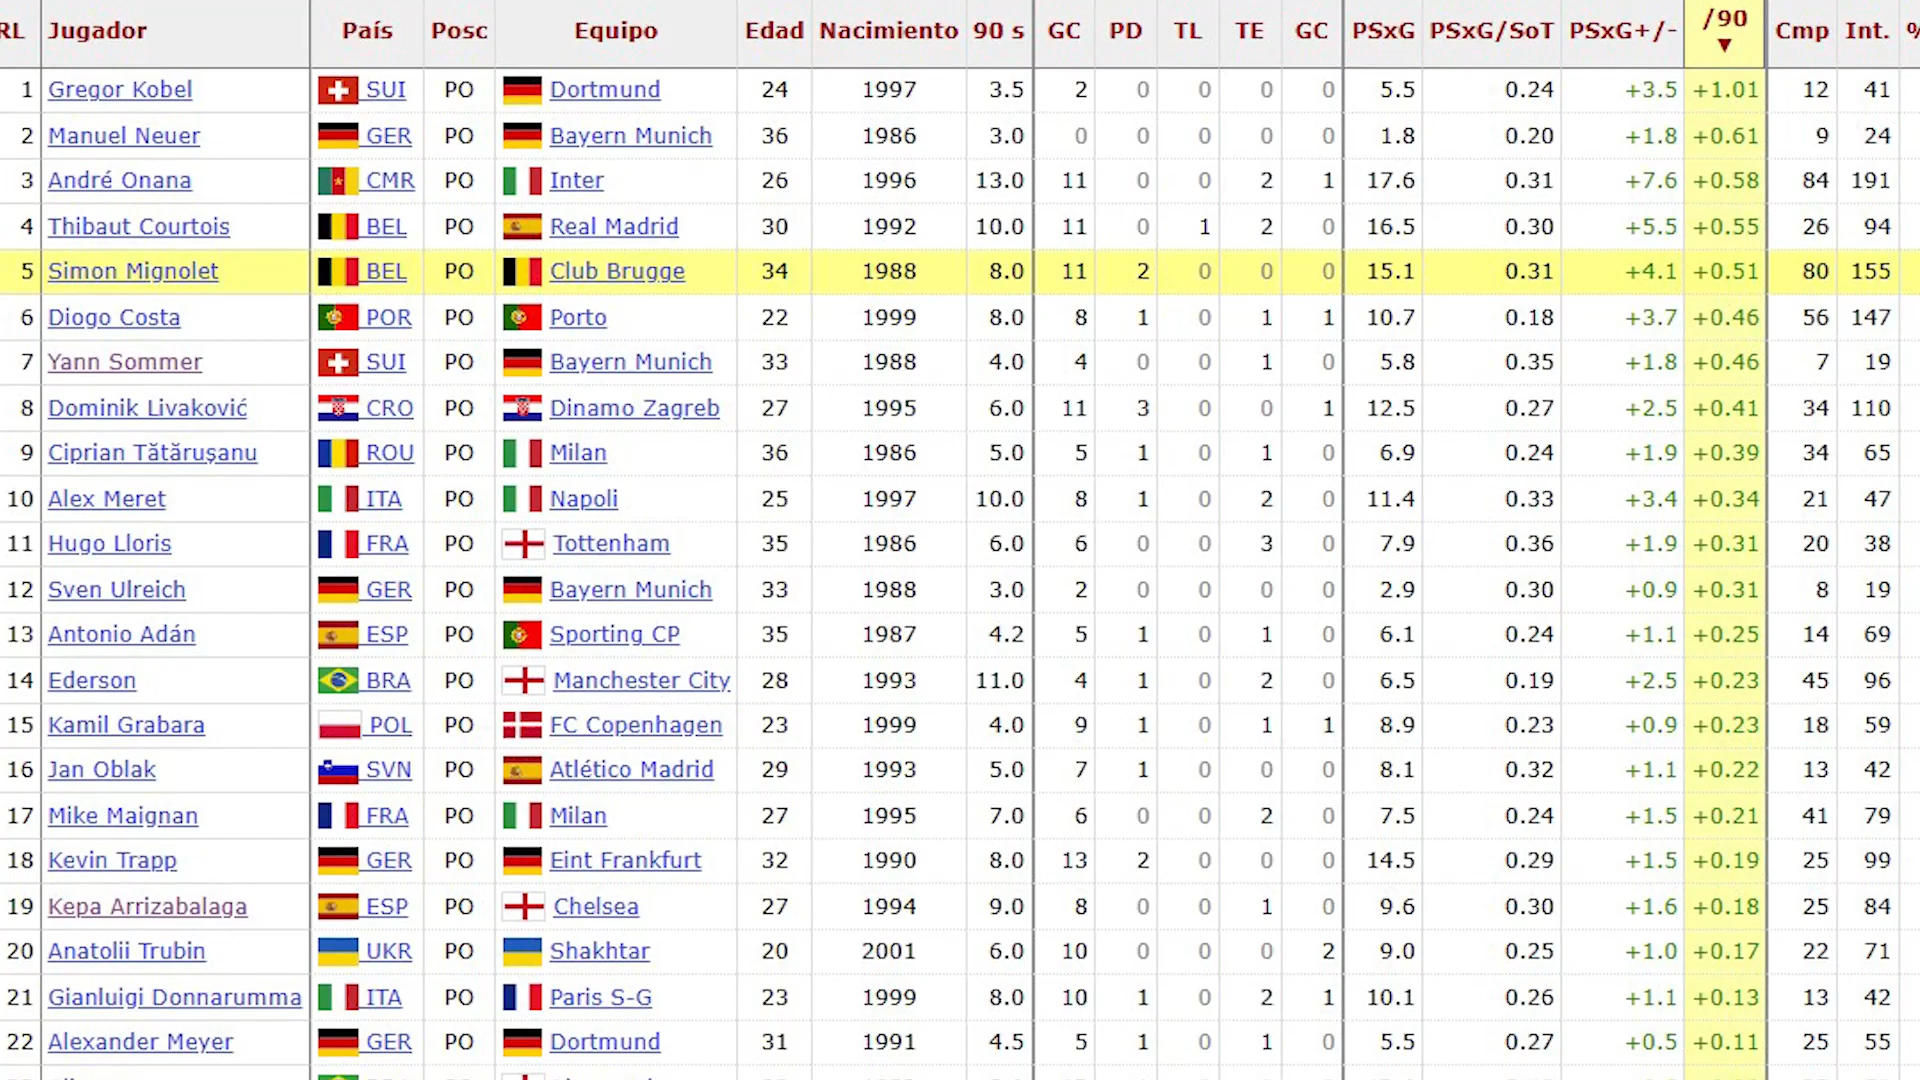 RL Jugador País Posc Equipo Edad Nacimiento 90 s GC PD TL TE GC PSxG PSxG/SoT PSxG+/- /90 ▼ Cmp Int.
1 Gregor Kobel SUI PO Dortmund 24 1997 3.5 2 0 0 0 0 5.5 0.24 +3.5 +1.01 12 41
2 Manuel Neuer GER PO Bayern Munich 36 1986 3.0 0 0 0 0 0 1.8 0.20 +1.8 +0.61 9 24
3 André Onana CMR PO Inter 26 1996 13.0 11 0 0 2 1 17.6 0.31 +7.6 +0.58 84 191
4 Thibaut Courtois BEL PO Real Madrid 30 1992 10.0 11 0 1 2 0 16.5 0.30 +5.5 +0.55 26 94
5 Simon Mignolet BEL PO Club Brugge 34 1988 8.0 11 2 0 0 0 15.1 0.31 +4.1 +0.51 80 155
6 Diogo Costa POR PO Porto 22 1999 8.0 8 1 0 1 1 10.7 0.18 +3.7 +0.46 56 147
7 Yann Sommer SUI PO Bayern Munich 33 1988 4.0 4 0 0 1 0 5.8 0.35 +1.8 +0.46 7 19
8 Dominik Livaković CRO PO Dinamo Zagreb 27 1995 6.0 11 3 0 0 1 12.5 0.27 +2.5 +0.41 34 110
9 Ciprian Tătărușanu ROU PO Milan 36 1986 5.0 5 1 0 1 0 6.9 0.24 +1.9 +0.39 34 65
10 Alex Meret ITA PO Napoli 25 1997 10.0 8 1 0 2 0 11.4 0.33 +3.4 +0.34 21 47
11 Hugo Lloris FRA PO Tottenham 35 1986 6.0 6 0 0 3 0 7.9 0.36 +1.9 +0.31 20 38
12 Sven Ulreich GER PO Bayern Munich 33 1988 3.0 2 0 0 0 0 2.9 0.30 +0.9 +0.31 8 19
13 Antonio Adán ESP PO Sporting CP 35 1987 4.2 5 1 0 1 0 6.1 0.24 +1.1 +0.25 14 69
14 Ederson BRA PO Manchester City 28 1993 11.0 4 1 0 2 0 6.5 0.19 +2.5 +0.23 45 96
15 Kamil Grabara POL PO FC Copenhagen 23 1999 4.0 9 1 0 1 1 8.9 0.23 +0.9 +0.23 18 59
16 Jan Oblak SVN PO Atlético Madrid 29 1993 5.0 7 1 0 0 0 8.1 0.32 +1.1 +0.22 13 42
17 Mike Maignan FRA PO Milan 27 1995 7.0 6 0 0 2 0 7.5 0.24 +1.5 +0.21 41 79
18 Kevin Trapp GER PO Eint Frankfurt 32 1990 8.0 13 2 0 0 0 14.5 0.29 +1.5 +0.19 25 99
19 Kepa Arrizabalaga ESP PO Chelsea 27 1994 9.0 8 0 0 1 0 9.6 0.30 +1.6 +0.18 25 84
20 Anatolii Trubin UKR PO Shakhtar 20 2001 6.0 10 0 0 0 2 9.0 0.25 +1.0 +0.17 22 71
21 Gianluigi Donnarumma ITA PO Paris S-G 23 1999 8.0 10 1 0 2 1 10.1 0.26 +1.1 +0.13 13 42
22 Alexander Meyer GER PO Dortmund 31 1991 4.5 5 1 0 1 0 5.5 0.27 +0.5 +0.11 25 55